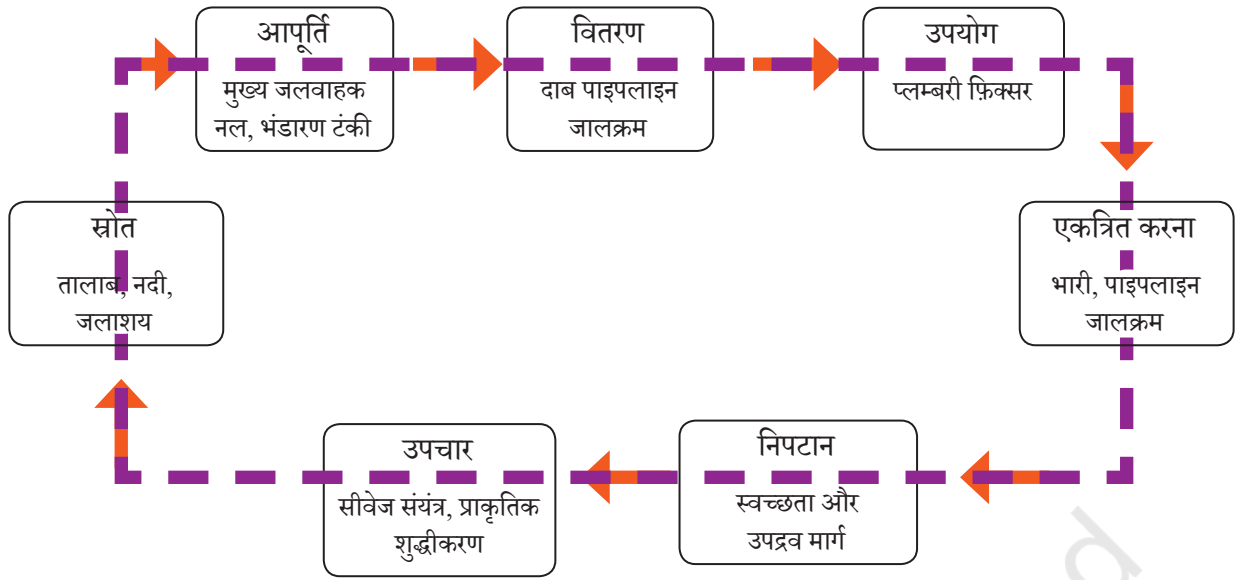 आपूर्ति
मुख्य जलवाहक
नल, भंडारण टंकी
वितरण
दाब पाइपलाइन
जालक्रम
उपयोग
प्लम्बरी फ़िक्सर
एकत्रित करना
भारी, पाइपलाइन
जालक्रम
निपटान
स्वच्छता और
उपद्रव मार्ग
उपचार
सीवेज संयंत्र, प्राकृतिक
शुद्धीकरण
स्रोत
तालाब, नदी,
जलाशय
d